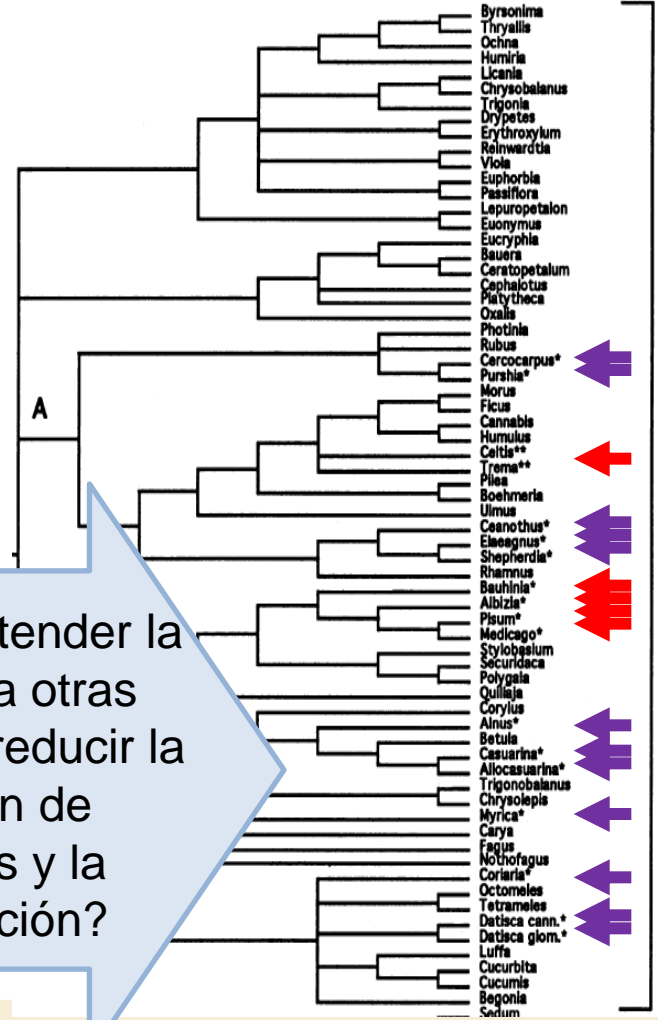 Byrsonima
Thryallis
Ochna
Humiria
Licania
Chrysobalanus
Trigonia
Drypetes
Erythroxylum
Reinwardtia
Viola
Euphorbia
Passiflora
Lepuropetalon
Euonymus
Eucryphia
Bauera
Ceratopetalum
Cephalotus
Platytheca
Oxalis
Photinia
Rubus
Cercocarpus*
Purshia*
Morus
Ficus
Cannabis
Humulus
Celtis**
Trema**
Pilea
Boehmeria
Ulmus
Ceanothus*
Elaeagnus*
Shepherdia*
Rhamnus
Bauhinia*
Albizia*
Pisum*
Medicago*
Stylobasium
Securidaca
Polygala
Quillaja
Corylus
Alnus*
Betula
Casuarina*
Allocasuarina*
Trigonobalanus
Chrysolepis
Myrica*
Carya
Fagus
Nothofagus
Coriaria*
Octomeles
Tetrameles
Datisca cann.*
Datisca glom.*
Luffa
Cucurbita
Cucumis
Begonia
Sedum
A
tender la
a otras
reducir la
n de
s y la
ción?